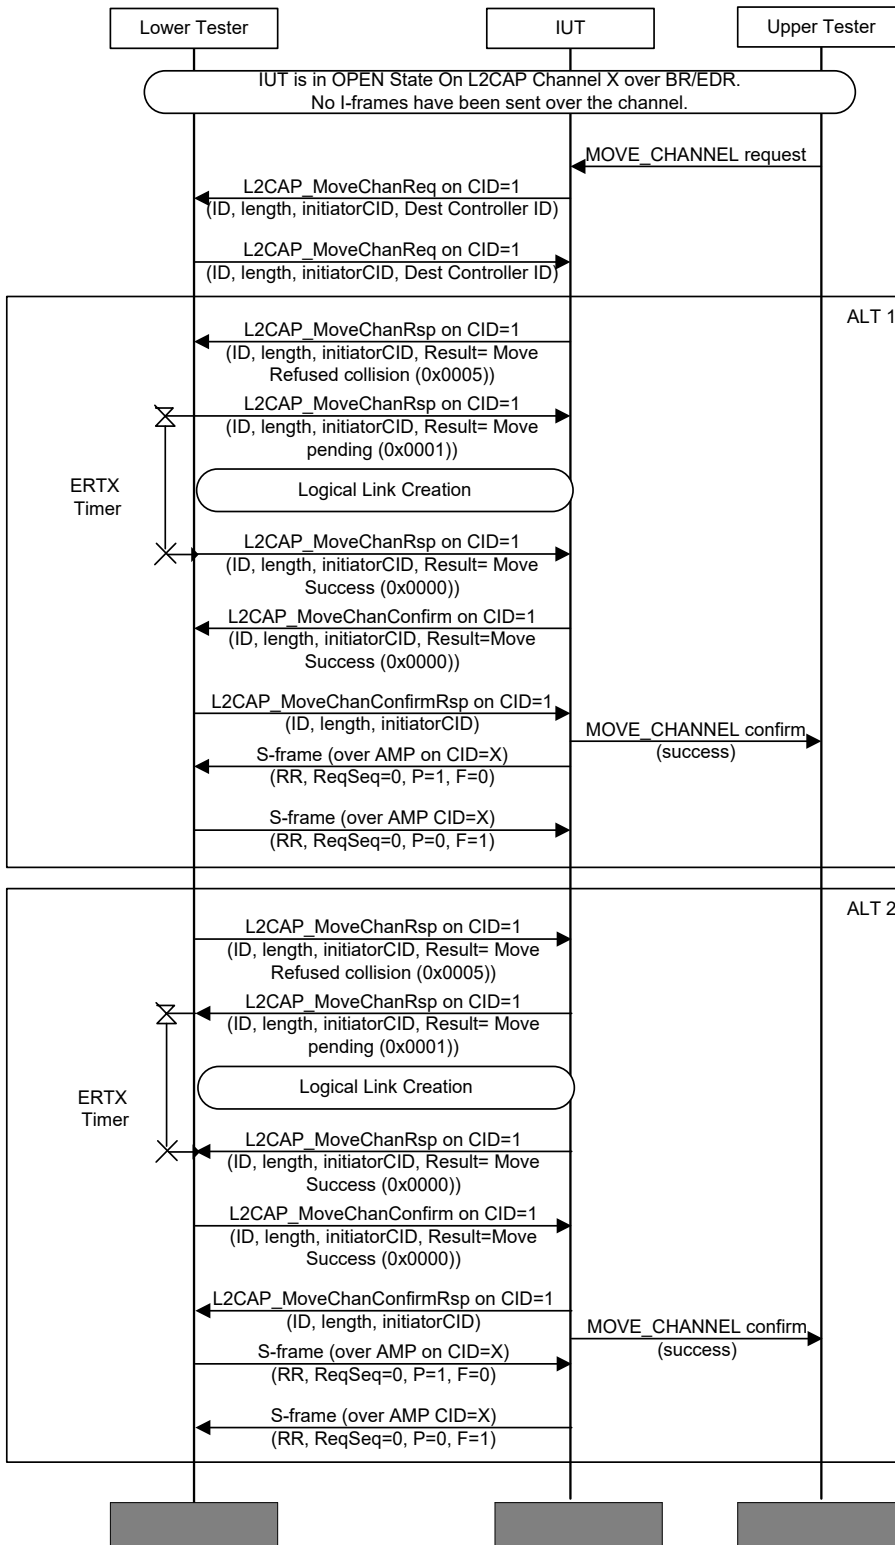 Lower Tester
IUT
Upper Tester
IUT is in OPEN State On L2CAP Channel X over BR/EDR.
No I-frames have been sent over the channel.
MOVE_CHANNEL request
L2CAP_MoveChanReq on CID=1
(ID, length, initiatorCID, Dest Controller ID)
L2CAP_MoveChanReq on CID=1
(ID, length, initiatorCID, Dest Controller ID)
ALT 1
L2CAP_MoveChanRsp on CID=1
(ID, length, initiatorCID, Result= Move
Refused collision (0x0005))
L2CAP_MoveChanRsp on CID=1
(ID, length, initiatorCID, Result= Move
pending (0x0001))
ERTX
Timer
Logical Link Creation
L2CAP_MoveChanRsp on CID=1
(ID, length, initiatorCID, Result= Move
Success (0x0000))
L2CAP_MoveChanConfirm on CID=1
(ID, length, initiatorCID, Result=Move
Success (0x0000))
L2CAP_MoveChanConfirmRsp on CID=1
(ID, length, initiatorCID)
MOVE_CHANNEL confirm
(success)
S-frame (over AMP on CID=X)
(RR, ReqSeq=0, P=1, F=0)
S-frame (over AMP CID=X)
(RR, ReqSeq=0, P=0, F=1)
ALT 2
L2CAP_MoveChanRsp on CID=1
(ID, length, initiatorCID, Result= Move
Refused collision (0x0005))
L2CAP_MoveChanRsp on CID=1
(ID, length, initiatorCID, Result= Move
pending (0x0001))
ERTX
Timer
Logical Link Creation
L2CAP_MoveChanRsp on CID=1
(ID, length, initiatorCID, Result= Move
Success (0x0000))
L2CAP_MoveChanConfirm on CID=1
(ID, length, initiatorCID, Result=Move
Success (0x0000))
L2CAP_MoveChanConfirmRsp on CID=1
(ID, length, initiatorCID)
MOVE_CHANNEL confirm
(success)
S-frame (over AMP on CID=X)
(RR, ReqSeq=0, P=1, F=0)
S-frame (over AMP CID=X)
(RR, ReqSeq=0, P=0, F=1)